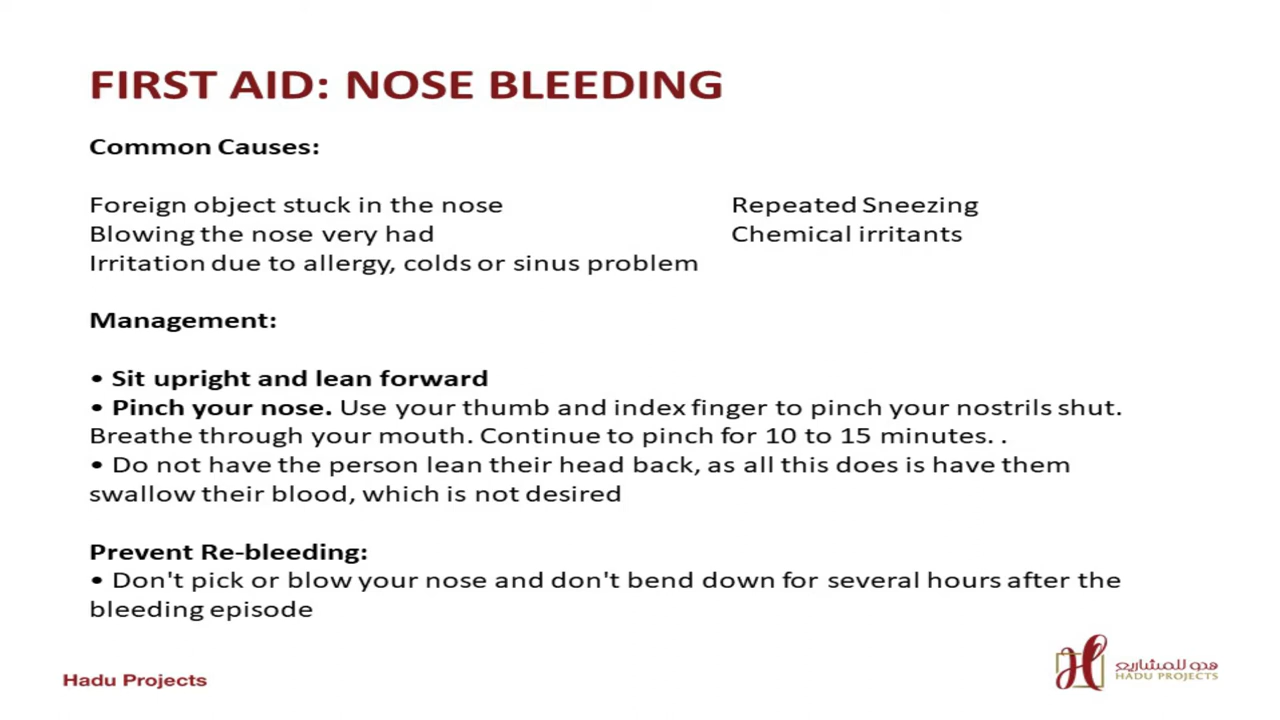 FIRST AID: NOSE BLEEDING
Common Causes:
Foreign object stuck in the nose
Blowing the nose very had
Irritation due to allergy, colds or sinus problem
Repeated Sneezing
Chemical irritants
Management:
• Sit upright and lean forward
• Pinch your nose. Use your thumb and index finger to pinch your nostrils shut.
Breathe through your mouth. Continue to pinch for 10 to 15 minutes. .
• Do not have the person lean their head back, as all this does is have them
swallow their blood, which is not desired
Prevent Re-bleeding:
• Don't pick or blow your nose and don't bend down for several hours after the
bleeding episode
Hadu Projects
هدو للمشاريع
HADU PROJECTS